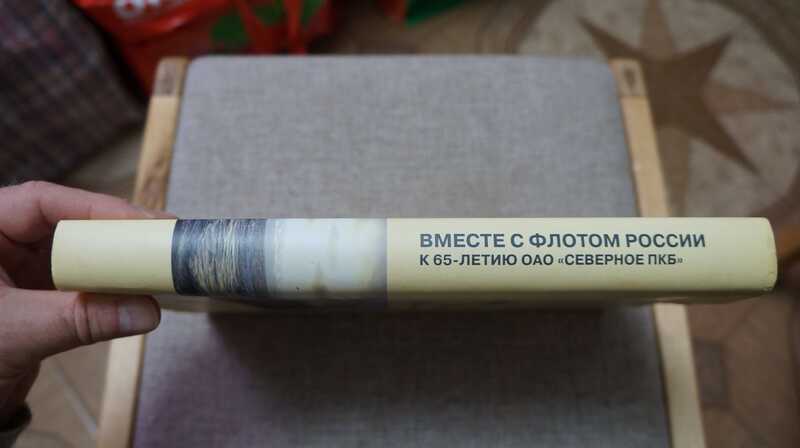 ВМЕСТЕ С ФЛОТОМ РОССИИ
К 65-ЛЕТИЮ ОАО «СЕВЕРНОЕ ПКБ»